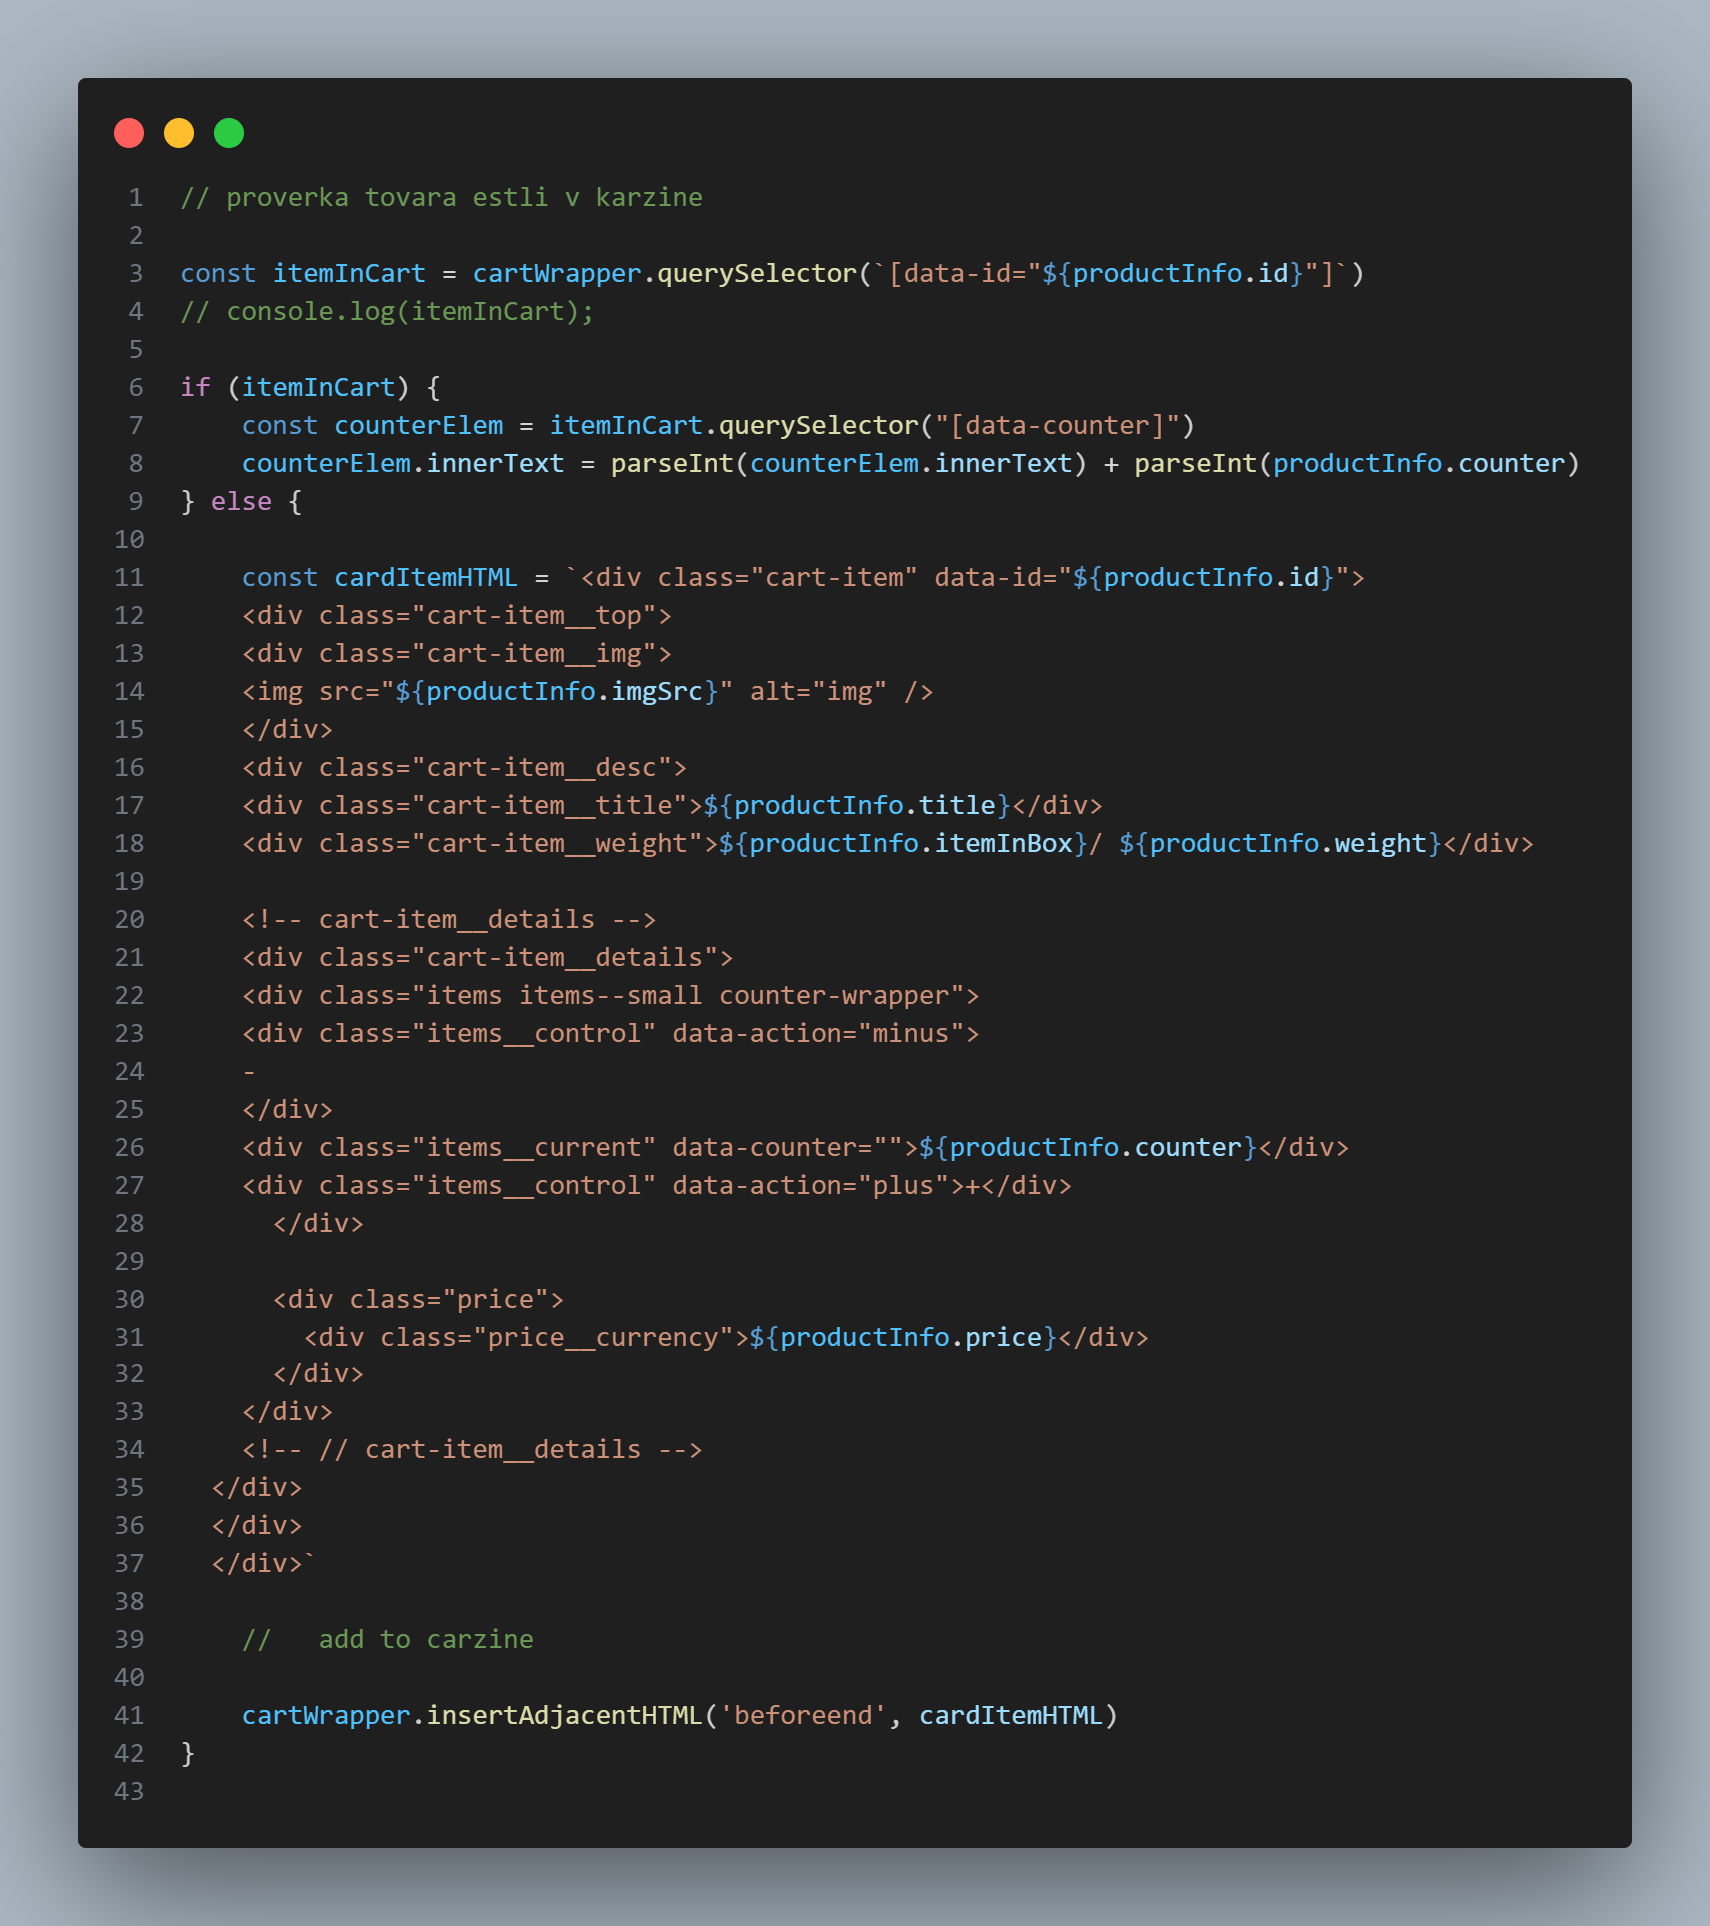 1 // proverka tovara estli v karzine
2
3 const itemInCart = cartWrapper.querySelector(`[data-id="${productInfo.id}"]`)
4 // console.log(itemInCart);
5
6 if (itemInCart) {
7     const counterElem = itemInCart.querySelector("[data-counter]")
8     counterElem.innerText = parseInt(counterElem.innerText) + parseInt(productInfo.counter)
9 } else {
10
11     const cardItemHTML = `<div class="cart-item" data-id="${productInfo.id}">
12     <div class="cart-item__top">
13     <div class="cart-item__img">
14     <img src="${productInfo.imgSrc}" alt="img" />
15     </div>
16     <div class="cart-item__desc">
17     <div class="cart-item__title">${productInfo.title}</div>
18     <div class="cart-item__weight">${productInfo.itemInBox}/ ${productInfo.weight}</div>
19
20     <!-- cart-item__details -->
21     <div class="cart-item__details">
22     <div class="items items--small counter-wrapper">
23     <div class="items__control" data-action="minus">
24     -
25     </div>
26     <div class="items__current" data-counter="">${productInfo.counter}</div>
27     <div class="items__control" data-action="plus">+</div>
28       </div>
29
30       <div class="price">
31         <div class="price__currency">${productInfo.price}</div>
32       </div>
33     </div>
34     <!-- // cart-item__details -->
35   </div>
36   </div>
37   </div>`
38
39     //   add to carzine
40
41     cartWrapper.insertAdjacentHTML('beforeend', cardItemHTML)
42 }
43